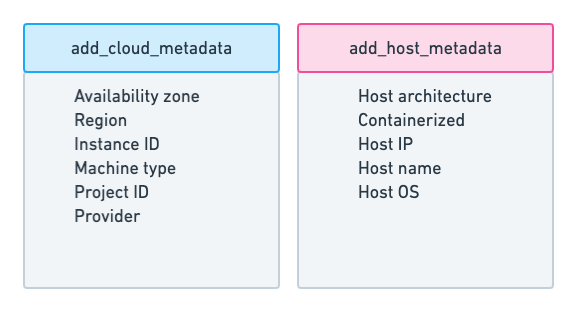 add_cloud_metadata
Availability zone
Region
Instance ID
Machine type
Project ID
Provider
add_host_metadata
Host architecture
Containerized
Host IP
Host name
Host OS